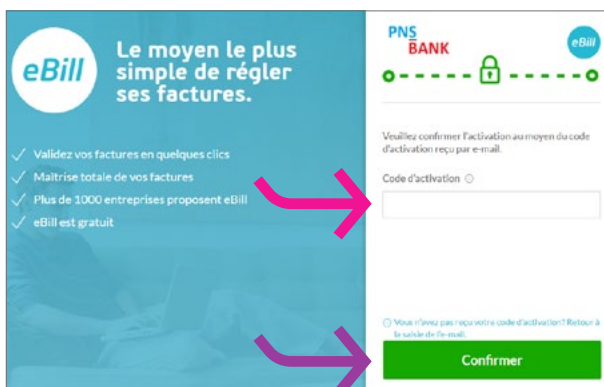 eBill
Le moyen le plus
simple de régler
ses factures.
Validez vos factures en quelques clics
Maîtrise totale de vos factures
Plus de 1000 entreprises proposent eBill
eBill est gratuit
PNS
BANK
eBill
Veuillez confirmer l'activation au moyen du code
d'activation reçu par e-mail.
Code d'activation
Vous n'avez pas reçu votre code d'activation? Retour à
la saisie de l'e-mail.
Confirmer